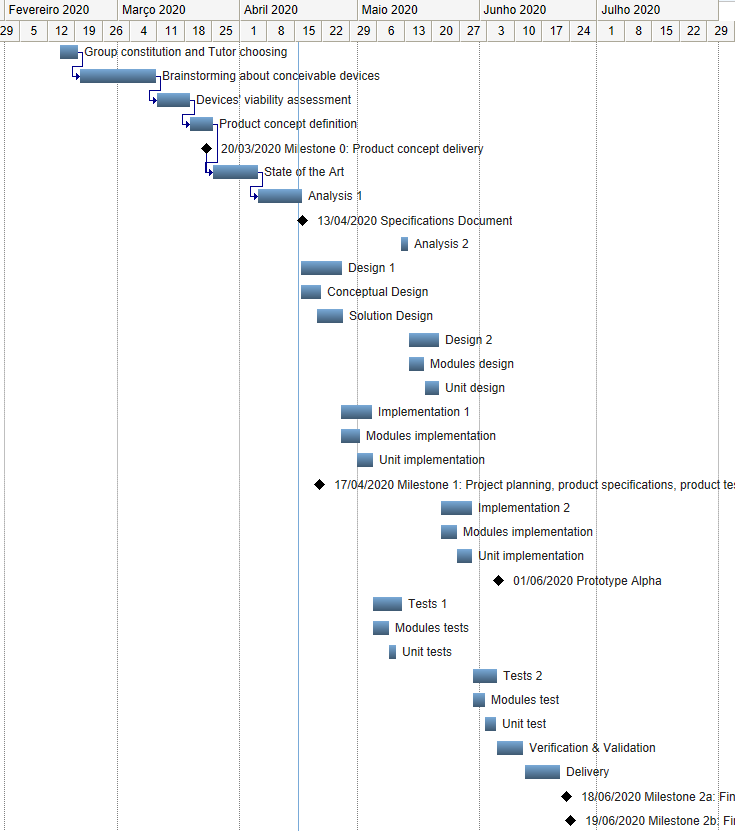 Fevereiro 2020 Março 2020 Abril 2020 Maio 2020 Junho 2020 Julho 2020
29 5 12 19 26 4 11 18 25 1 8 15 22 29 6 13 20 27 3 10 17 24 1 8 15 22 29
Group constitution and Tutor choosing
Brainstorming about conceivable devices
Devices' viability assessment
Product concept definition
20/03/2020 Milestone 0: Product concept delivery
State of the Art
Analysis 1
13/04/2020 Specifications Document
Analysis 2
Design 1
Conceptual Design
Solution Design
Design 2
Modules design
Unit design
Implementation 1
Modules implementation
Unit implementation
17/04/2020 Milestone 1: Project planning, product specifications, product tes
Implementation 2
Modules implementation
Unit implementation
01/06/2020 Prototype Alpha
Tests 1
Modules tests
Unit tests
Tests 2
Modules test
Unit test
Verification & Validation
Delivery
18/06/2020 Milestone 2a: Fin
19/06/2020 Milestone 2b: Fi